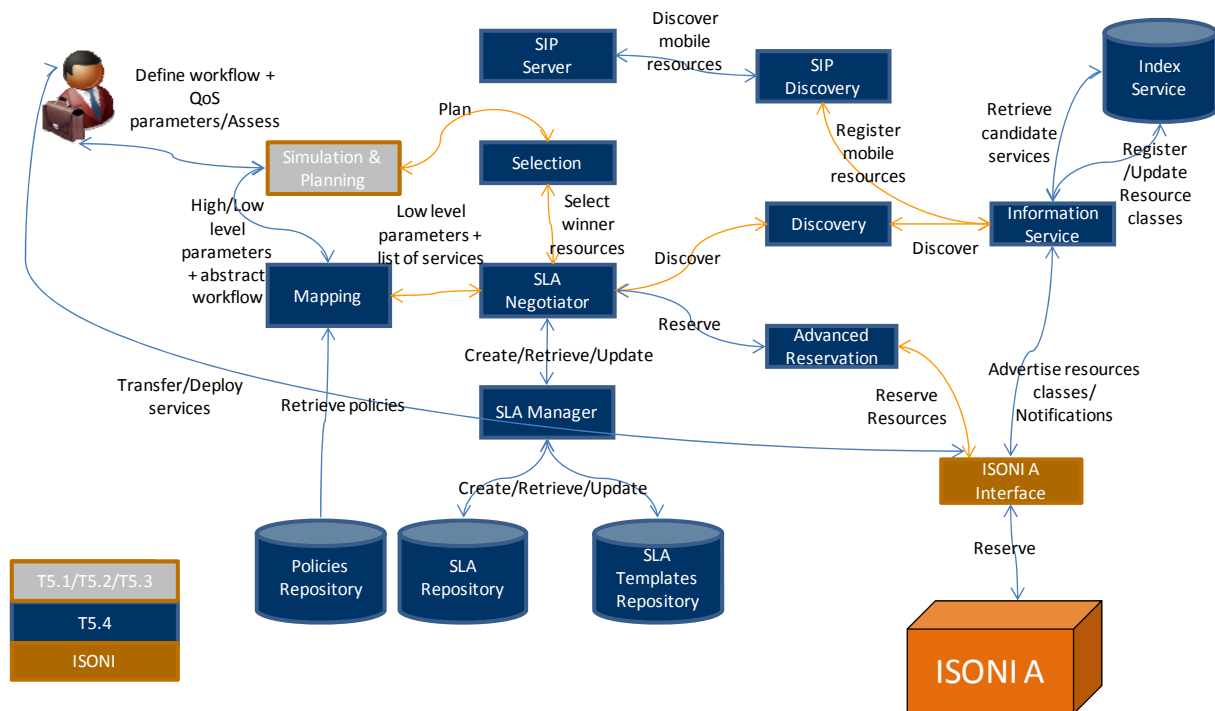 Define workflow +
QoS
parameters/Assess
SIP
Server
Discover
mobile
resources
SIP
Discovery
Index
Service
Plan
Simulation &
Planning
Selection
Register
mobile
resources
Retrieve
candidate
services
Register
/Update
Resource
classes
High/Low
level
parameters
+ abstract
workflow
Low level
parameters +
list of services
Select
winner
resources
Discovery
Discover
Information
Service
Mapping
SLA
Negotiator
Discover
Reserve
Advanced
Reservation
Create/Retrieve/Update
Transfer/Deploy
services
Retrieve policies
SLA Manager
Reserve
Resources
Advertise resources
classes/
Notifications
ISONI A
Interface
Create/Retrieve/Update
Policies
Repository
SLA
Repository
SLA
Templates
Repository
Reserve
T5.1/T5.2/T5.3
T5.4
ISONI
ISONI A